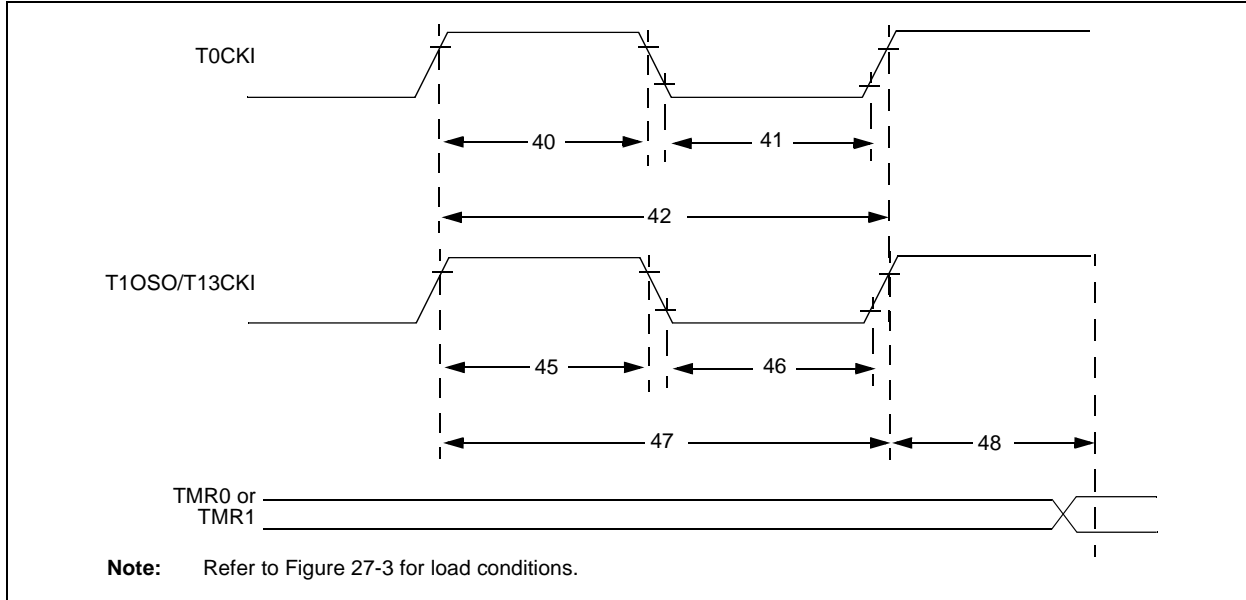 T0CKI
40
41
42
T1OSO/T13CKI
45
46
47
48
TMR0 or
TMR1
Note: Refer to Figure 27-3 for load conditions.